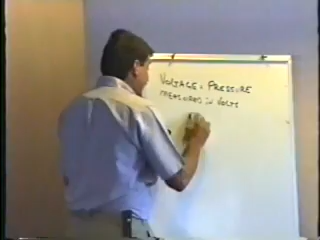 VOLTAGE = PRESSURE
MEASURED IN VOLTS